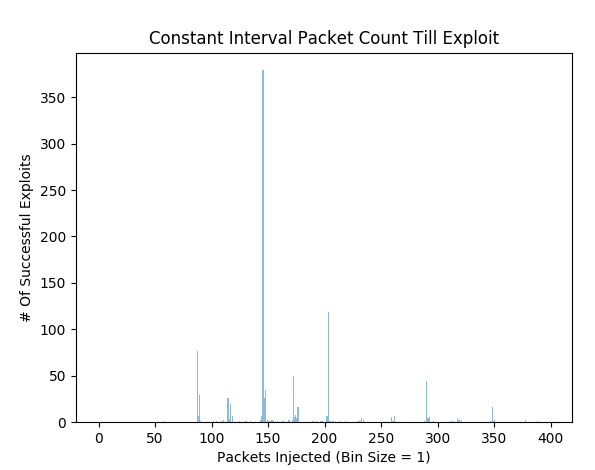 Constant Interval Packet Count Till Exploit
# Of Successful Exploits
350
300
250
200
150
100
50
0
0 50 100 150 200 250 300 350 400
Packets Injected (Bin Size = 1)